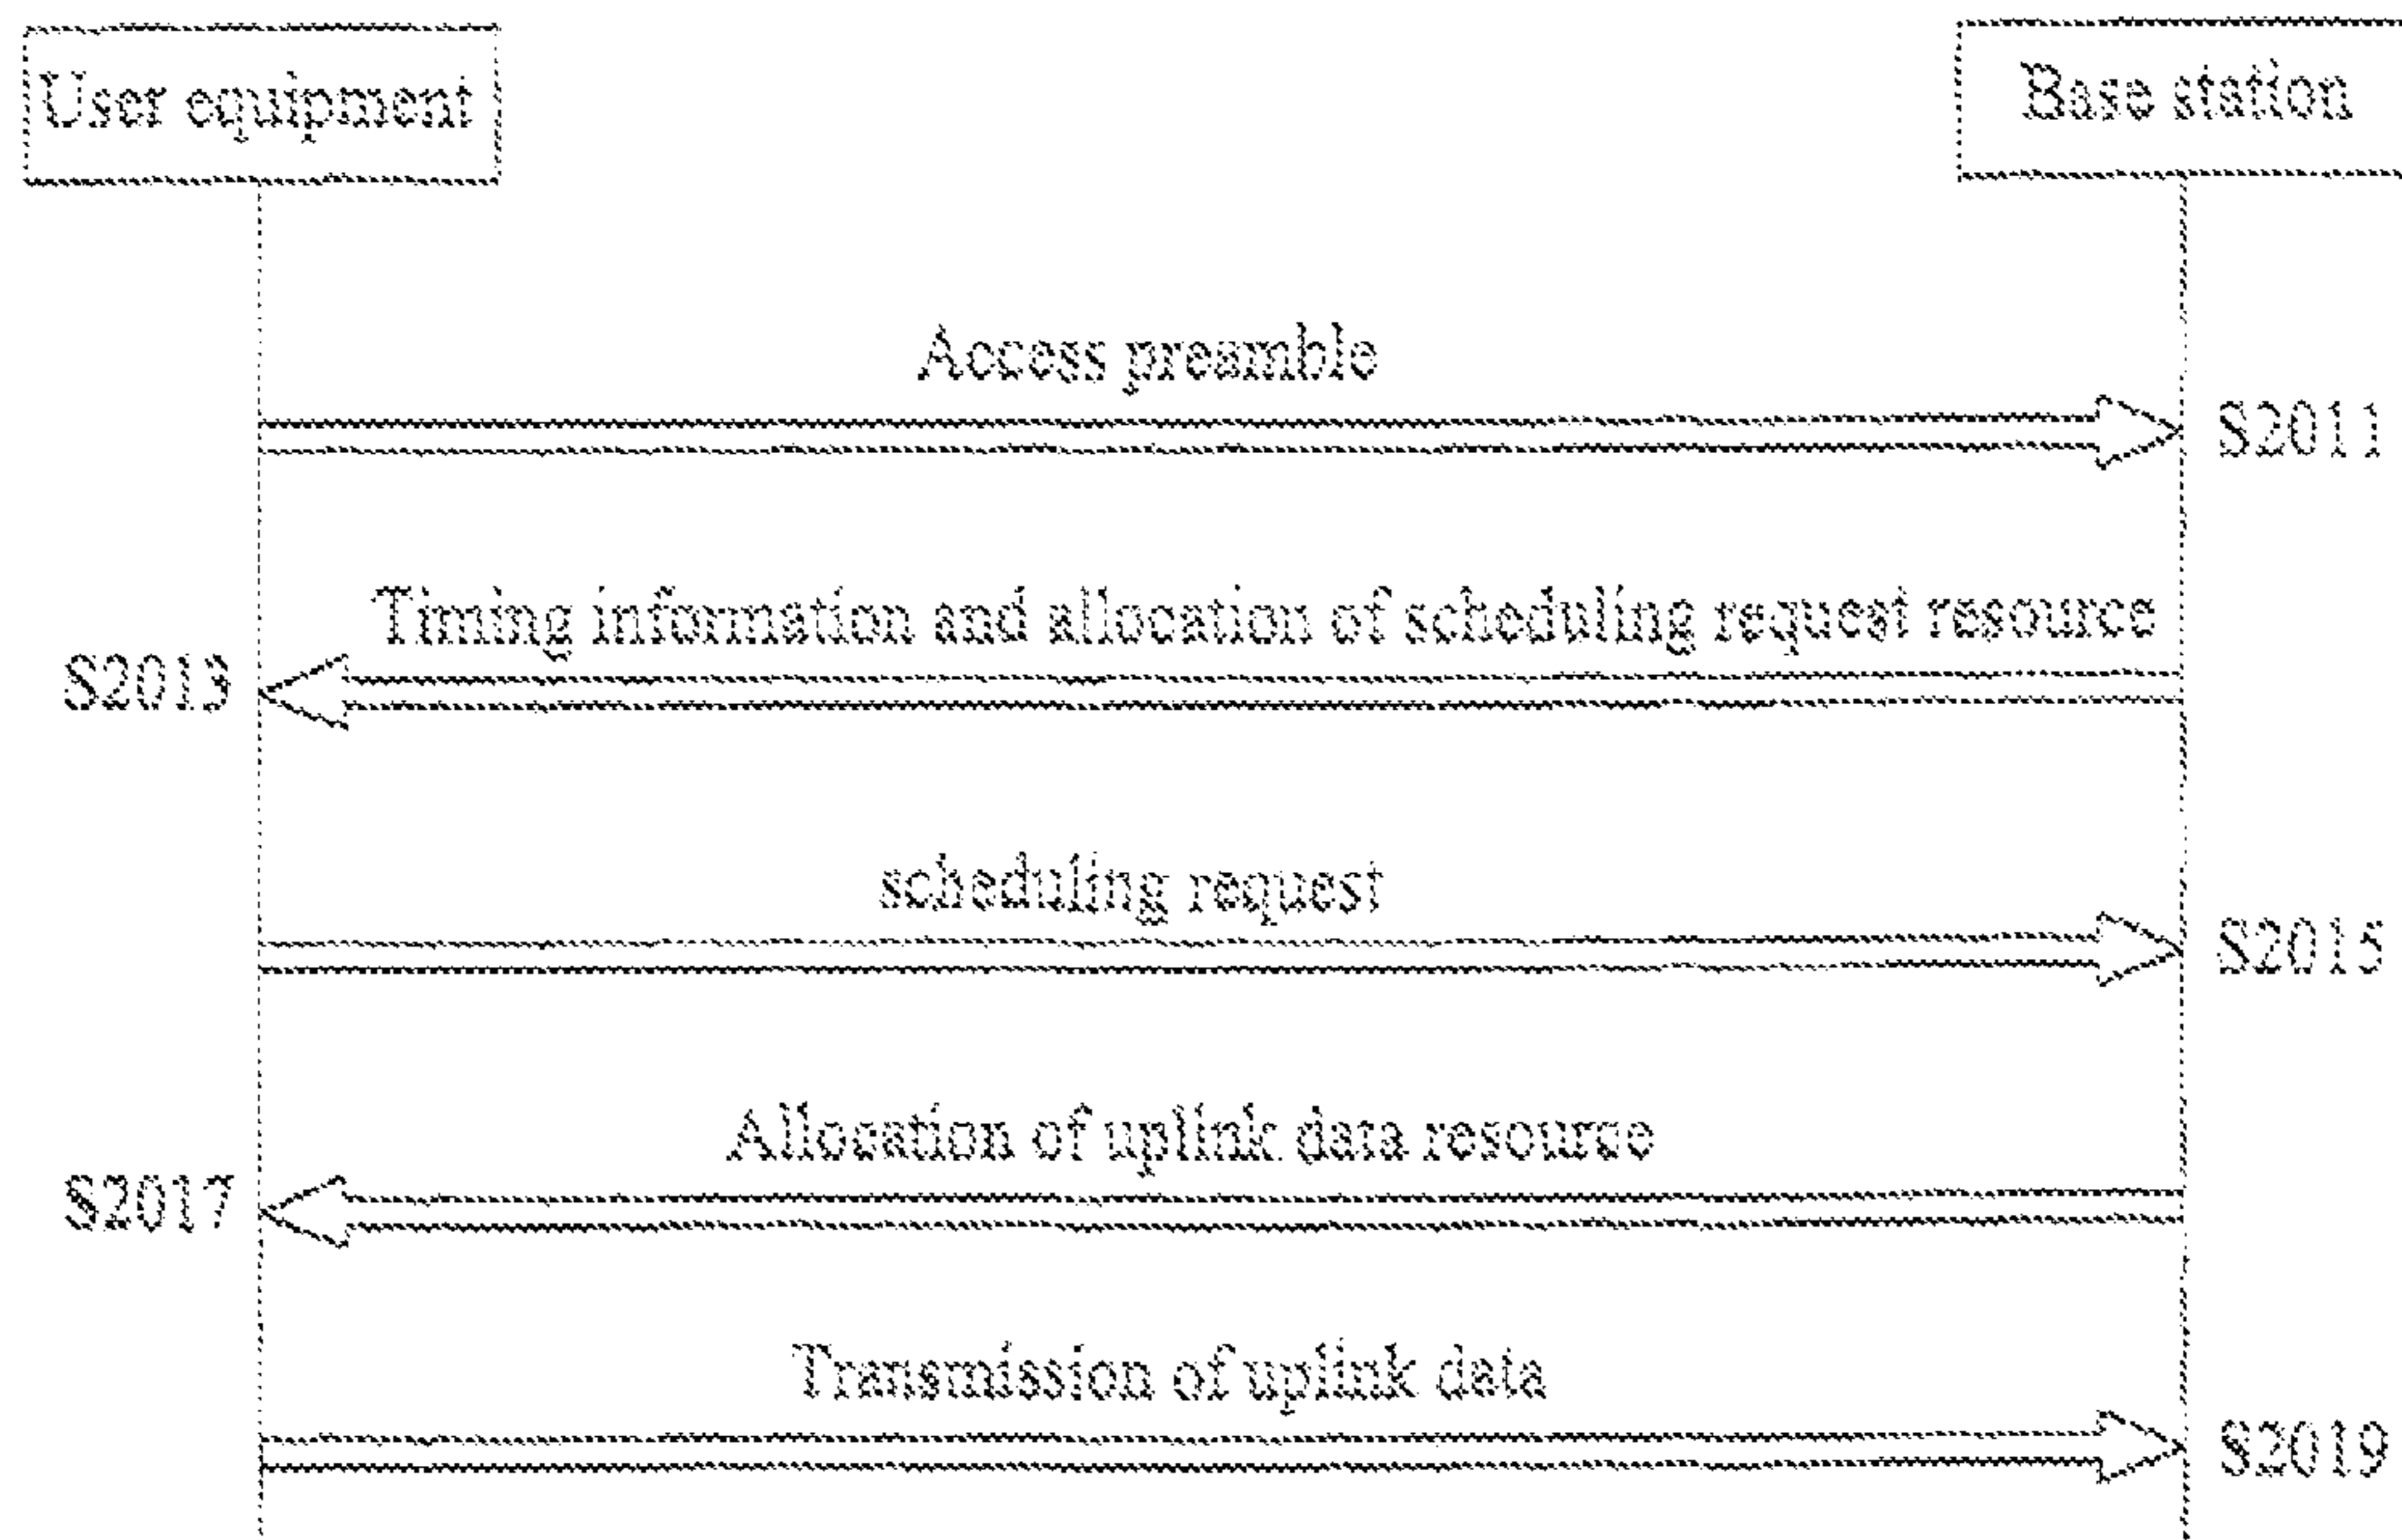 User equipment
Base station
Access preamble
S2011
Timing information and allocation of scheduling request resource
S2013
scheduling request
S2015
Allocation of uplink data resource
S2017
Transmission of uplink data
S2019